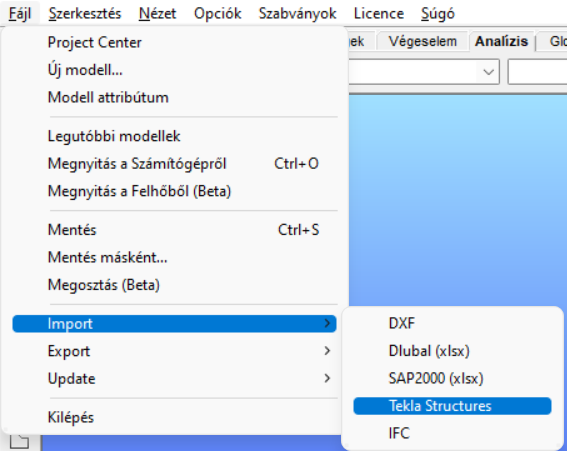 Fájl Szerkesztés Nézet Opciók Szabványok Licence Súgó
Végeselem Analízis
Project Center
Új modell...
Modell attribútum
Legutóbbi modellek
Megnyitás a Számítógépről Ctrl+O
Megnyitás a Felhőből (Beta)
Mentés Ctrl+S
Mentés másként...
Megosztás (Beta)
Import
Export
Update
Kilépés
DXF
Dlubal (xlsx)
SAP2000 (xlsx)
Tekla Structures
IFC